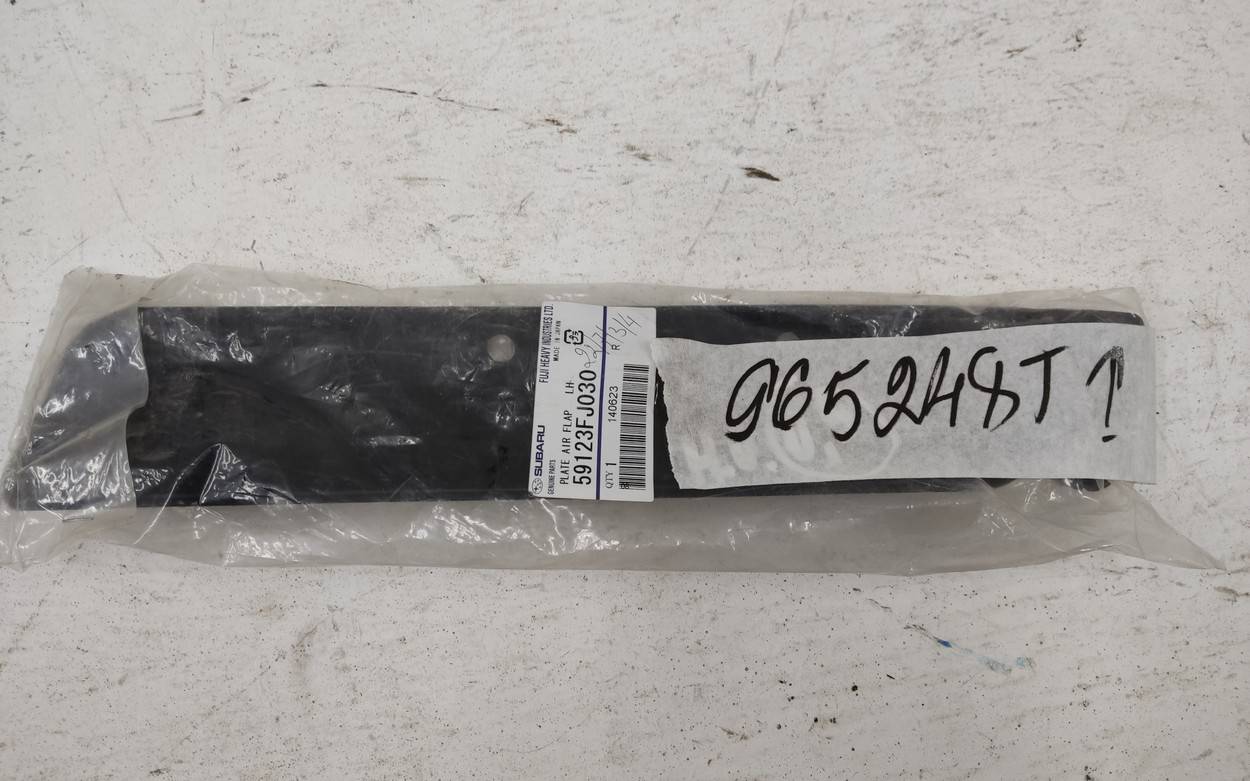 SUBARU
GENUINE PARTS
FUJI HEAVY INDUSTRIES LTD.
MADE IN JAPAN
PLATE AIR FLAP LH-
59123FJ030
QTY 1
140623
R
965248T↑